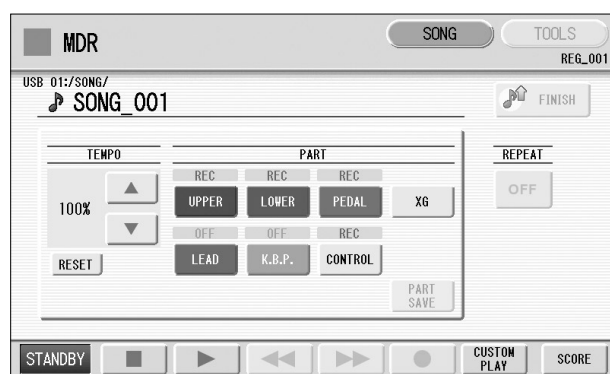 MDR
SONG
TOOLS
REG_001
USB 01:/SONG/
SONG_001
FINISH
TEMPO
PART
REPEAT
REC REC REC
100%
UPPER LOWER PEDAL XG
OFF
OFF OFF REC
RESET
LEAD K.B.P. CONTROL
PART
SAVE
STANDBY
CUSTOM
PLAY
SCORE